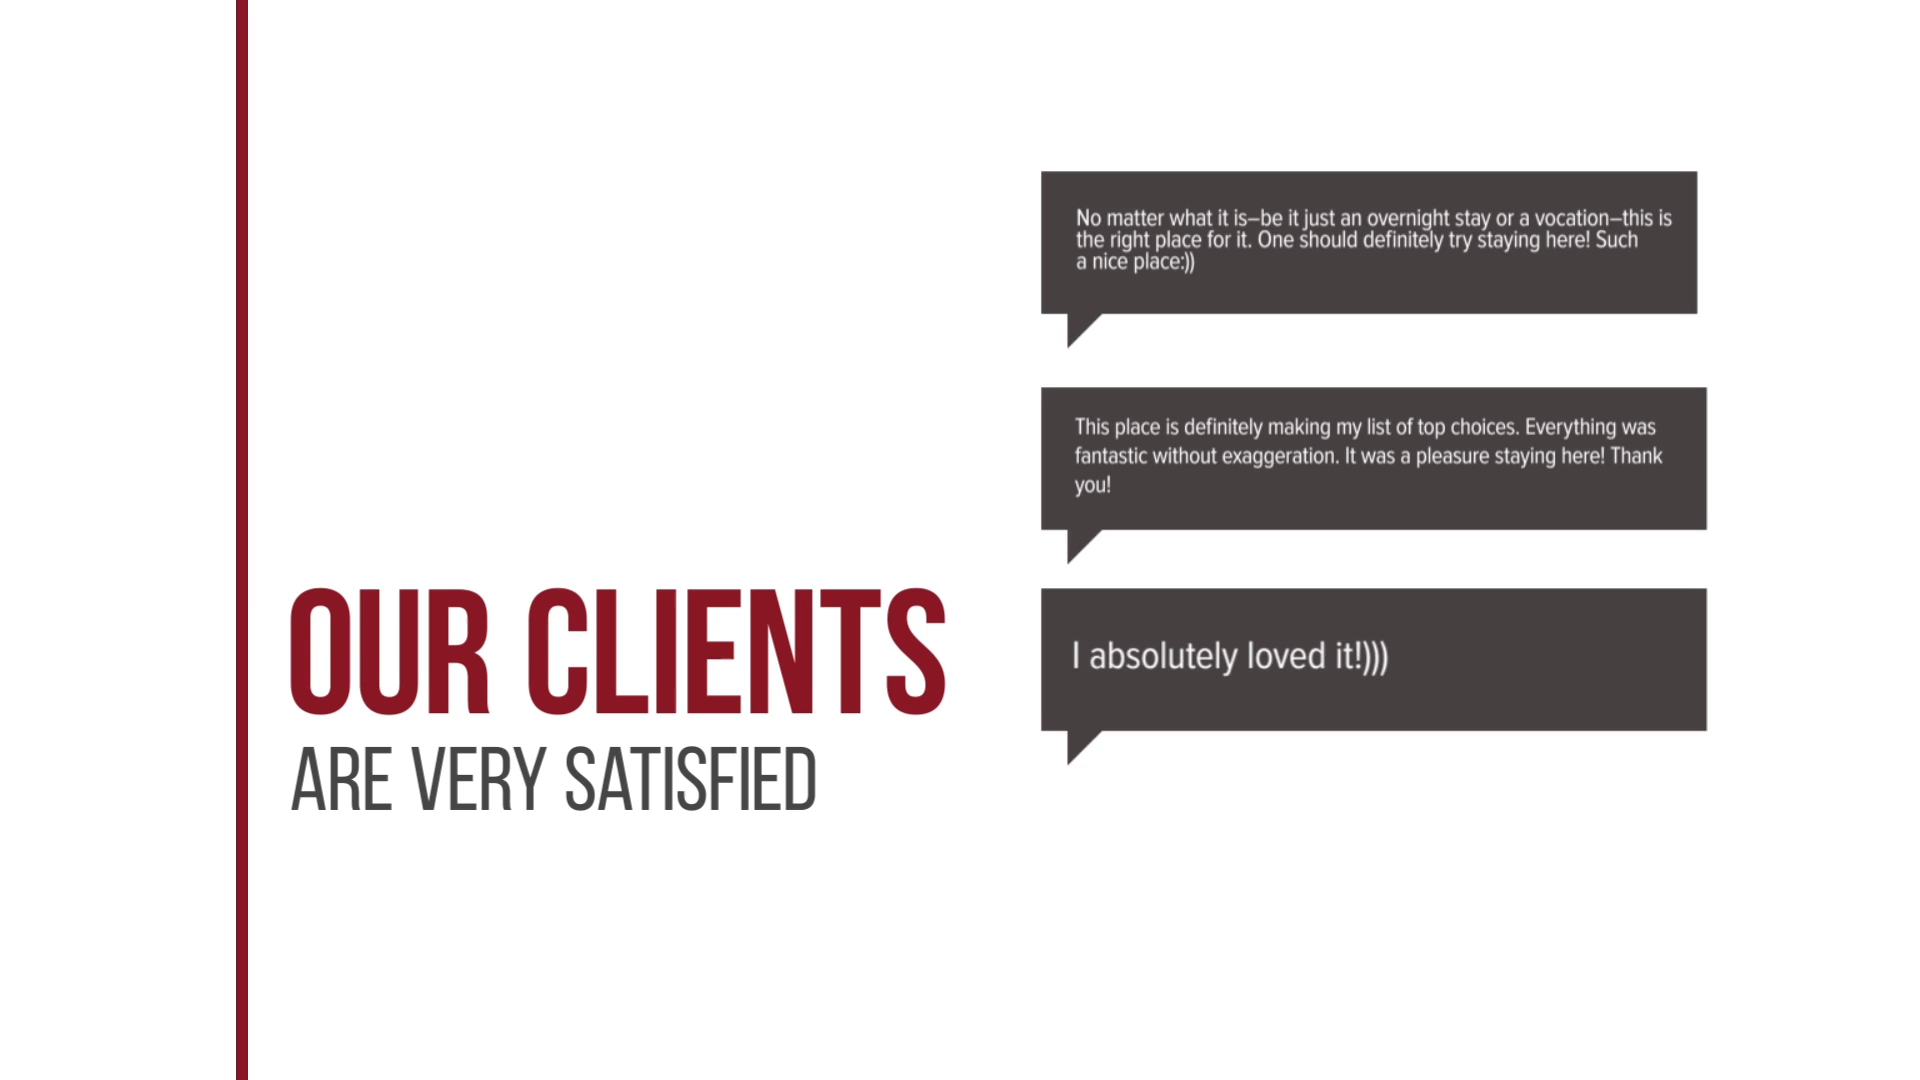 OUR CLIENTS
ARE VERY SATISFIED
No matter what it is–be it just an overnight stay or a vocation–this is
the right place for it. One should definitely try staying here! Such
a nice place:))
This place is definitely making my list of top choices. Everything was
fantastic without exaggeration. It was a pleasure staying here! Thank
you!
I absolutely loved it!)))